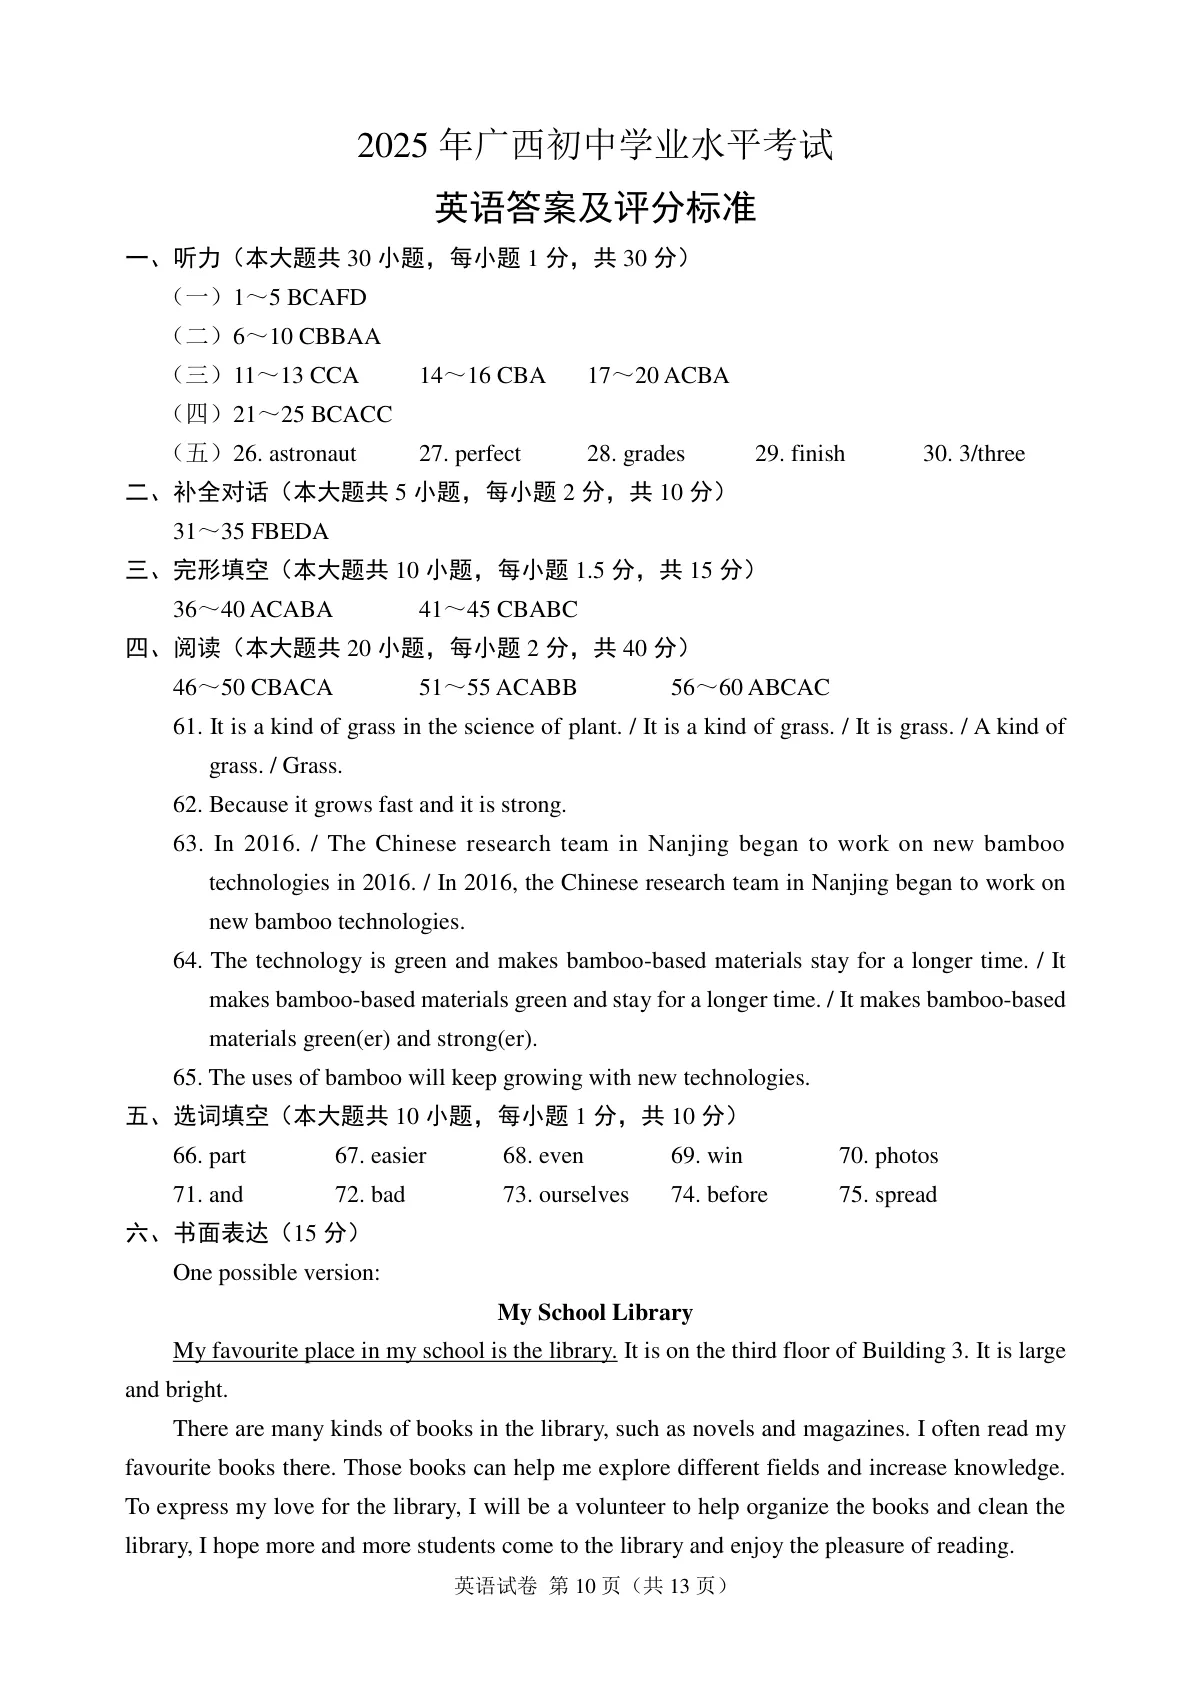 2025 年广西初中学业水平考试
英语答案及评分标准
一、听力（本大题共 30 小题，每小题 1 分，共 30 分）
（一）1～5 BCAFD
（二）6～10 CBBAA
（三）11～13 CCA 14～16 CBA 17～20 ACBA
（四）21～25 BCACC
（五）26. astronaut 27. perfect 28. grades 29. finish 30. 3/three
二、补全对话（本大题共 5 小题，每小题 2 分，共 10 分）
31～35 FBEDA
三、完形填空（本大题共 10 小题，每小题 1.5 分，共 15 分）
36～40 ACABA 41～45 CBABC
四、阅读（本大题共 20 小题，每小题 2 分，共 40 分）
46～50 CBACA 51～55 ACABB 56～60 ABCAC
61. It is a kind of grass in the science of plant. / It is a kind of grass. / It is grass. / A kind of
grass. / Grass.
62. Because it grows fast and it is strong.
63. In 2016. / The Chinese research team in Nanjing began to work on new bamboo
technologies in 2016. / In 2016, the Chinese research team in Nanjing began to work on
new bamboo technologies.
64. The technology is green and makes bamboo-based materials stay for a longer time. / It
makes bamboo-based materials green and stay for a longer time. / It makes bamboo-based
materials green(er) and strong(er).
65. The uses of bamboo will keep growing with new technologies.
五、选词填空（本大题共 10 小题，每小题 1 分，共 10 分）
66. part 67. easier 68. even 69. win 70. photos
71. and 72. bad 73. ourselves 74. before 75. spread
六、书面表达（15 分）
One possible version:
My School Library
My favourite place in my school is the library. It is on the third floor of Building 3. It is large
and bright.
There are many kinds of books in the library, such as novels and magazines. I often read my
favourite books there. Those books can help me explore different fields and increase knowledge.
To express my love for the library, I will be a volunteer to help organize the books and clean the
library, I hope more and more students come to the library and enjoy the pleasure of reading.
英语试卷 第 10 页（共 13 页）